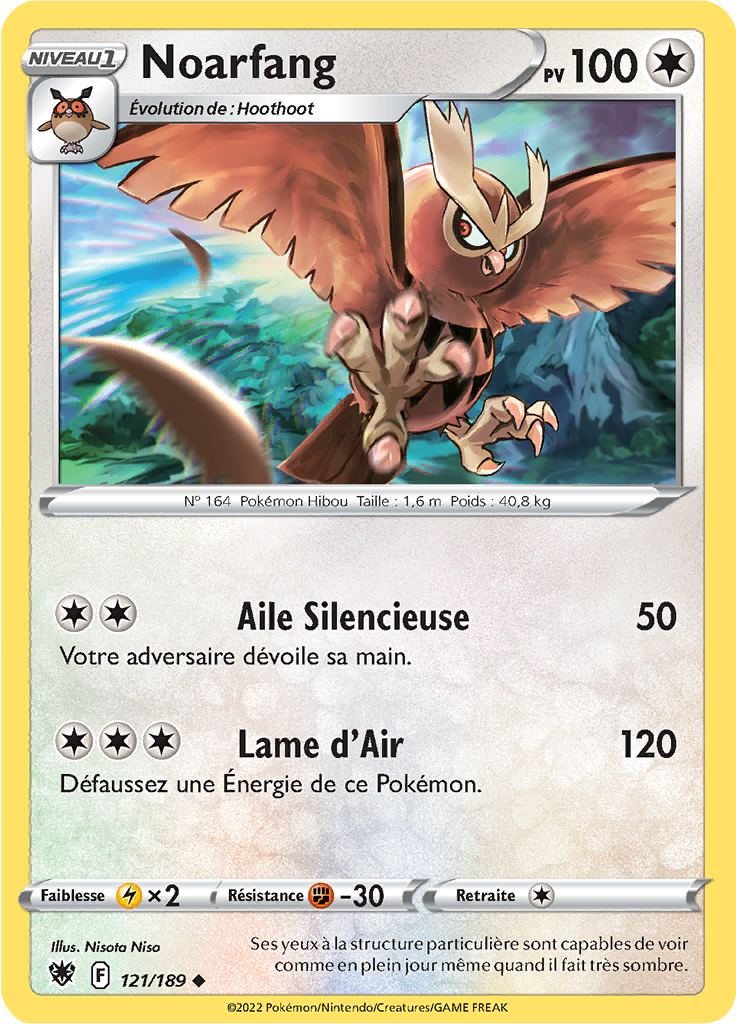 NIVEAU 1
Noarfang
PV 100
Évolution de : Hoothoot
N° 164 Pokémon Hibou Taille : 1,6 m Poids : 40,8 kg
Aile Silencieuse 50
Votre adversaire dévoile sa main.
Lame d'Air 120
Défaussez une Énergie de ce Pokémon.
Faiblesse ×2 Résistance -30 Retraite
Illus. Nisota Niso
Ses yeux à la structure particulière sont capables de voir
comme en plein jour même quand il fait très sombre.
F 121/189
©2022 Pokémon/Nintendo/Creatures/GAME FREAK